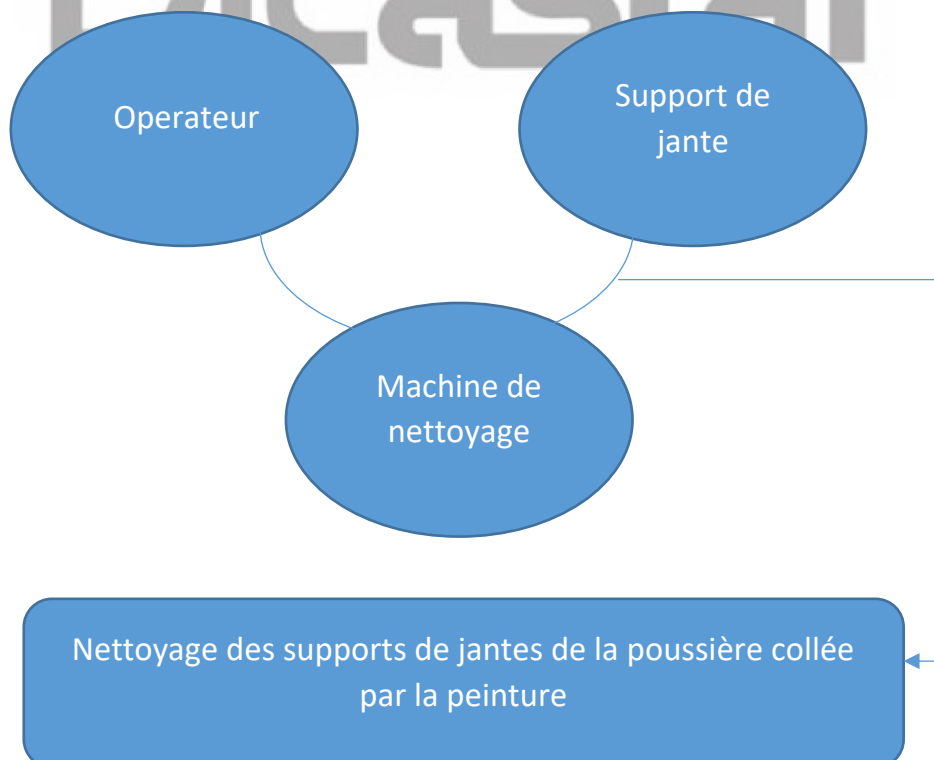 Operateur
Support de
jante
Machine de
nettoyage
Nettoyage des supports de jantes de la poussière collée
par la peinture